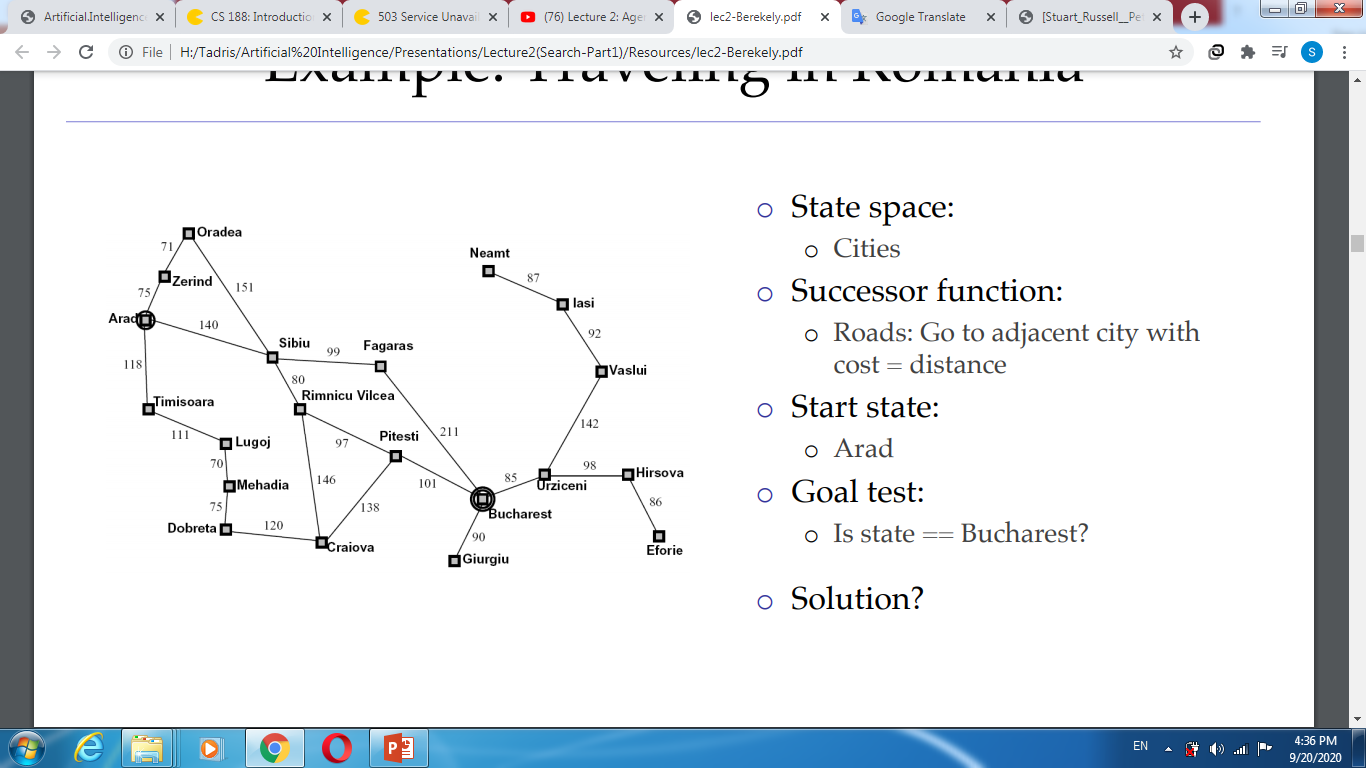 Artificial.Intelligenc
CS 188: Introduction
503 Service Unavai
(76) Lecture 2: Age
lec2-Berekely.pdf
Google Translate
[Stuart_Russell__Pe
File
H:/Tadris/Artificial%20Intelligence/Presentations/Lecture2(Search-Part1)/Resources/lec2-Berekely.pdf
S
Example: Traveling in Romania
State space:
Cities
Successor function:
Roads: Go to adjacent city with
cost = distance
Start state:
Arad
Goal test:
Is state == Bucharest?
Solution?
Oradea
71
Neamt
Zerind
87
75
151
Iasi
Arad
140
92
Sibiu
99
Fagaras
118
80
Vaslui
Timisoara
Rimnicu Vilcea
142
111
Lugoj
97
Pitesti
211
70
98
Hirsova
Mehadia
146
101
85
Urziceni
75
138
86
Bucharest
Dobreta
120
90
Craiova
Eforie
Giurgiu
EN
4:36 PM
9/20/2020